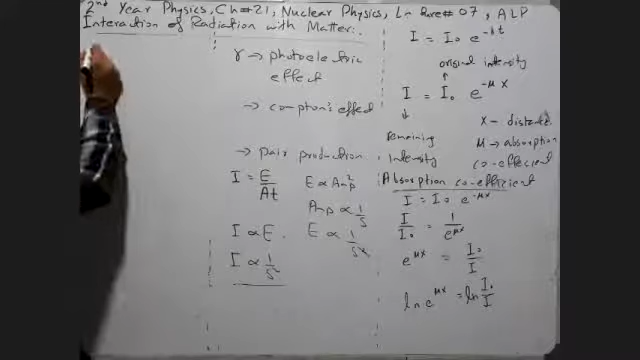 2nd Year Physics, Ch#21, Nuclear Physics, Lecture# 07, ALP
Interaction of Radiation with Matter:.
γ → photoelectric
effect
→ compton's effect
→ pair production
I = E/At
E ∝ Amp²
Amp ∝ 1/S
I ∝ E.
E ∝ 1/S²
I ∝ 1/S²
I = I₀ e^-λt
original intensity
↑
I = I₀ e^-μx
↓
remaining
Intensity
x - distance
μ → absorption
co-efficient
Absorption co-efficient
I = I₀ e^-μx
I/I₀ = 1/e^μx
e^μx = I₀/I
ln e^μx = ln I₀/I